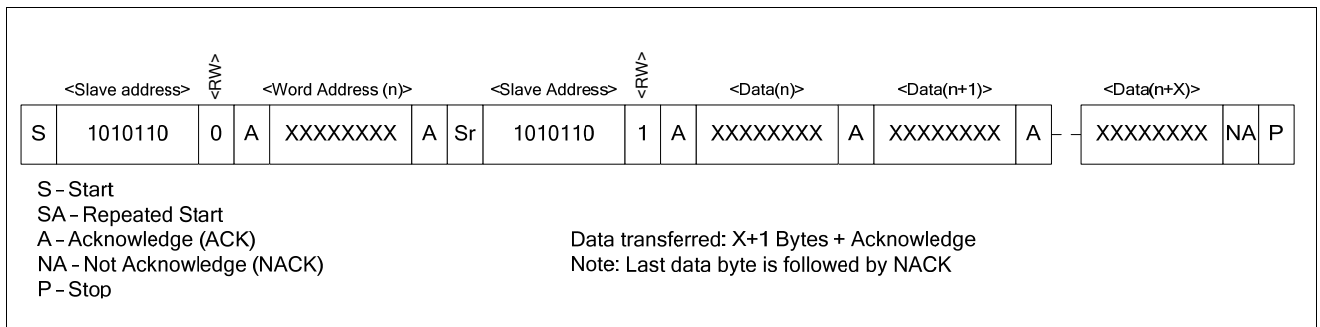 <Slave address> <RW> <Word Address (n)> <Slave Address> <RW> <Data(n)> <Data(n+1)> <Data(n+X)>
S 1010110 0 A XXXXXXXX A Sr 1010110 1 A XXXXXXXX A XXXXXXXX A XXXXXXXX NA P
S – Start
SA – Repeated Start
A – Acknowledge (ACK)
NA – Not Acknowledge (NACK)
P – Stop
Data transferred: X+1 Bytes + Acknowledge
Note: Last data byte is followed by NACK